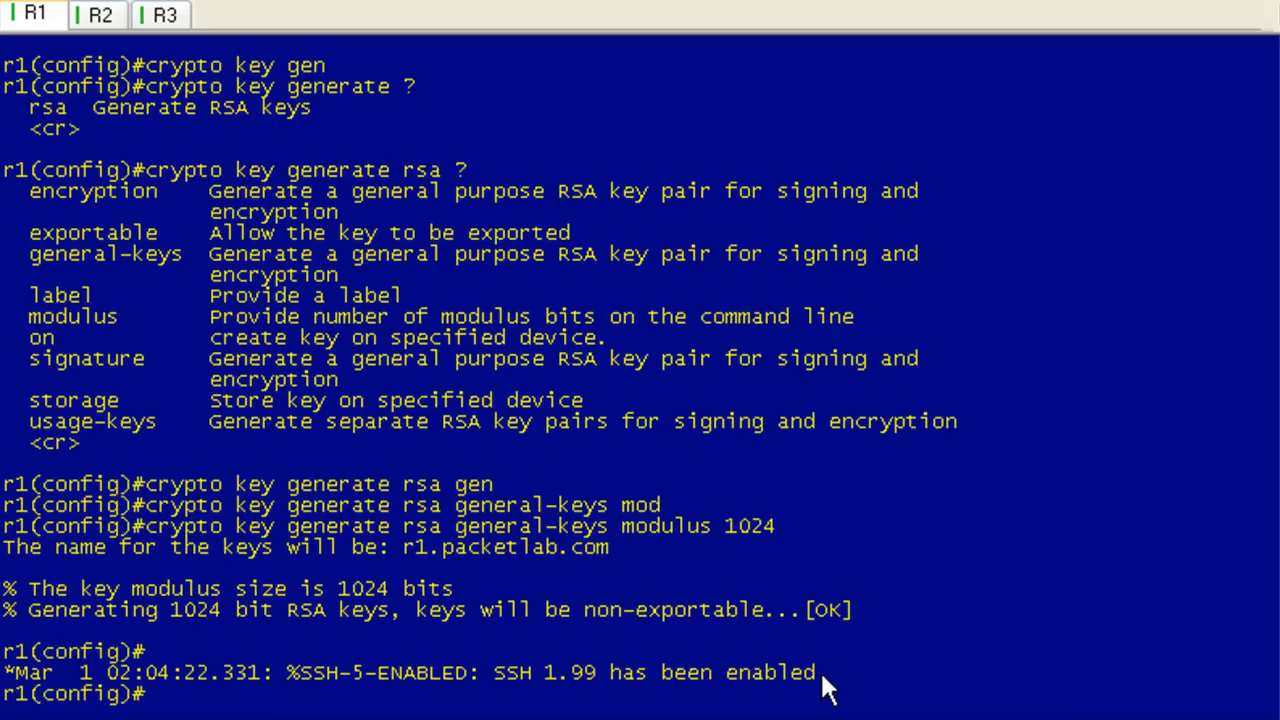 R1 R2 R3
r1(config)#crypto key gen
r1(config)#crypto key generate ?
rsa Generate RSA keys
<cr>
r1(config)#crypto key generate rsa ?
encryption Generate a general purpose RSA key pair for signing and
encryption
exportable Allow the key to be exported
general-keys Generate a general purpose RSA key pair for signing and
encryption
label Provide a label
modulus Provide number of modulus bits on the command line
on create key on specified device.
signature Generate a general purpose RSA key pair for signing and
encryption
storage Store key on specified device
usage-keys Generate separate RSA key pairs for signing and encryption
<cr>
r1(config)#crypto key generate rsa gen
r1(config)#crypto key generate rsa general-keys mod
r1(config)#crypto key generate rsa general-keys modulus 1024
The name for the keys will be: r1.packetlab.com
% The key modulus size is 1024 bits
% Generating 1024 bit RSA keys, keys will be non-exportable...[OK]
r1(config)#
*Mar 1 02:04:22.331: %SSH-5-ENABLED: SSH 1.99 has been enabled
r1(config)#